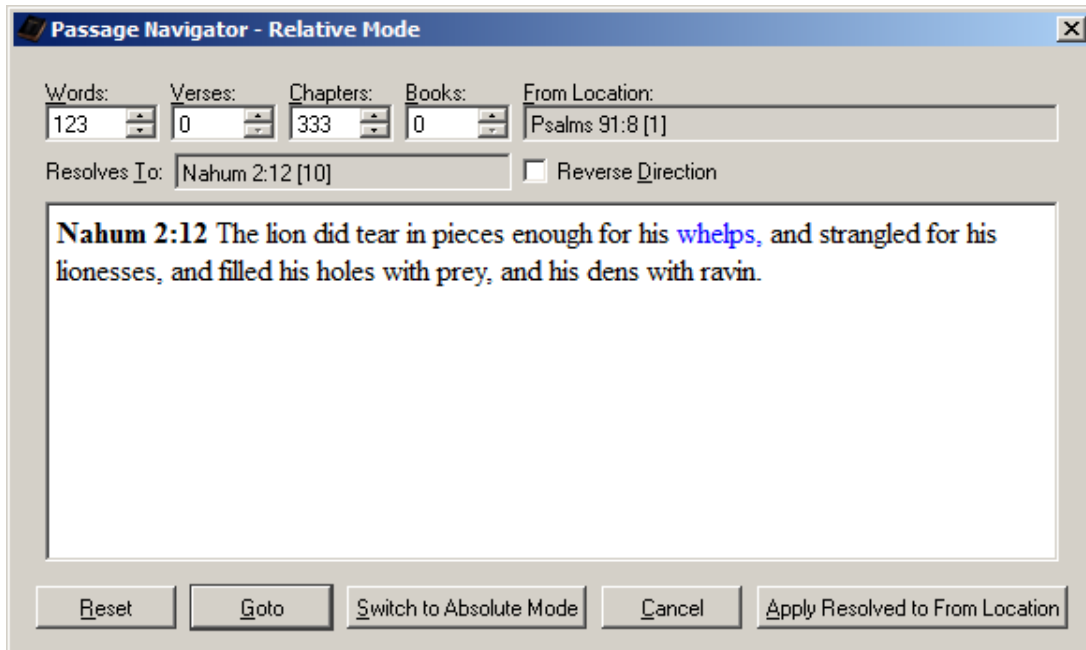 Passage Navigator - Relative Mode
Words: Verses: Chapters: Books: From Location:
123 0 333 0 Psalms 91:8 [1]
Resolves To: Nahum 2:12 [10] Reverse Direction
Nahum 2:12 The lion did tear in pieces enough for his whelps, and strangled for his
lionesses, and filled his holes with prey, and his dens with ravin.
Reset Goto Switch to Absolute Mode Cancel Apply Resolved to From Location